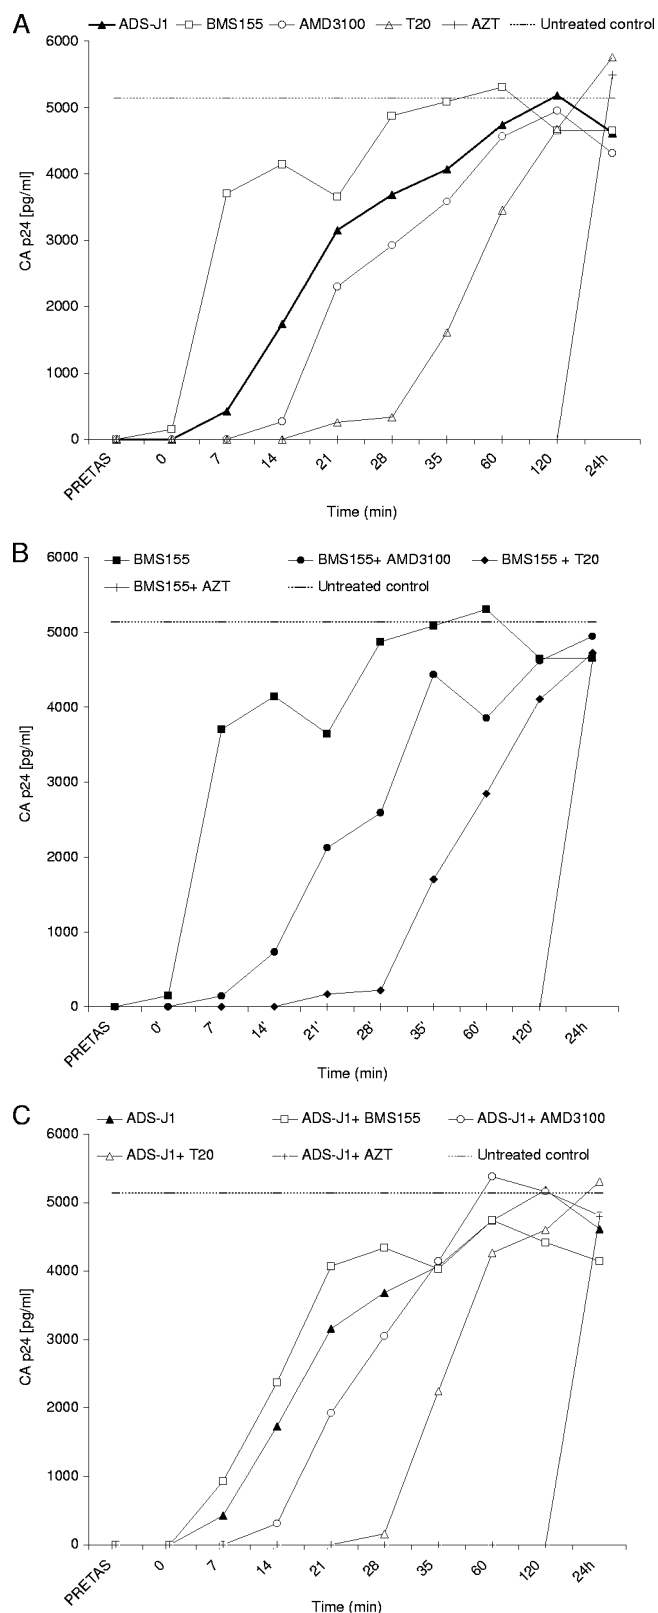 A
ADS-J1 BMS155 AMD3100 T20 AZT Untreated control
6000
5000
4000
3000
2000
1000
0
CA p24 [pg/ml]
PRETAS 0 7 14 21 28 35 60 120 24h
Time (min)
B
6000
BMS155 BMS155+ AMD3100 BMS155 + T20
BMS155+ AZT Untreated control
5000
4000
3000
2000
1000
0
CA p24 [pg/ml]
PRETAS 0' 7' 14' 21' 28' 35' 60' 120' 24h
Time (min)
C
ADS-J1 ADS-J1+ BMS155 ADS-J1+ AMD3100
6000
ADS-J1+ T20 ADS-J1+ AZT Untreated control
5000
4000
3000
2000
1000
0
CA p24 [pg/ml]
PRETAS 0 7 14 21 28 35 60 120 24h
Time (min)